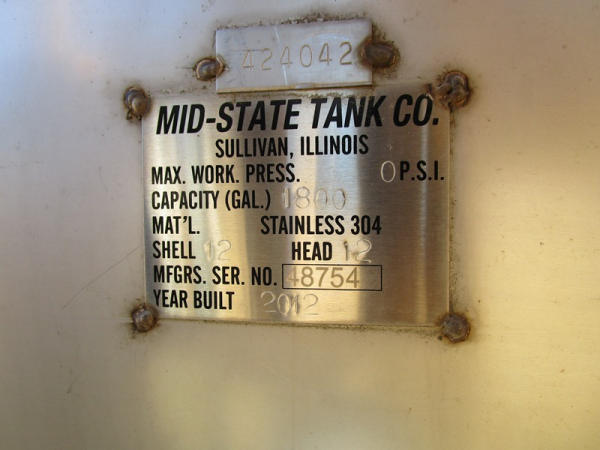 424042
MID-STATE TANK CO.
SULLIVAN, ILLINOIS
MAX. WORK. PRESS. 0 P.S.I.
CAPACITY (GAL.) 1800
MAT'L. STAINLESS 304
SHELL 12 HEAD 12
MFGRS. SER. NO. 48754
YEAR BUILT 2012